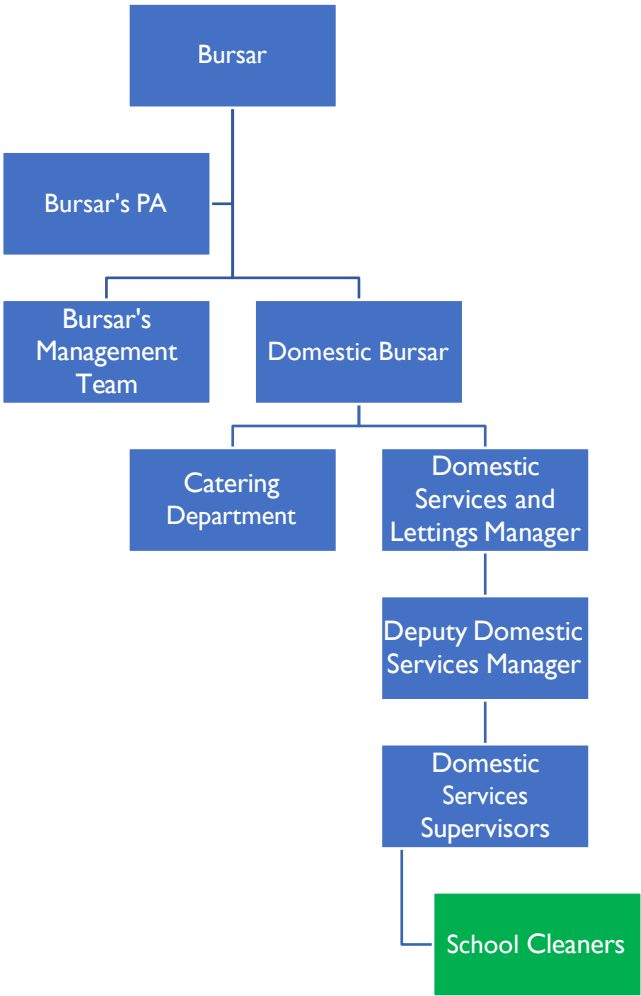 Bursar
Bursar's PA
Bursar's
Management
Team
Domestic Bursar
Catering
Department
Domestic
Services and
Lettings Manager
Deputy Domestic
Services Manager
Domestic
Services
Supervisors
School Cleaners